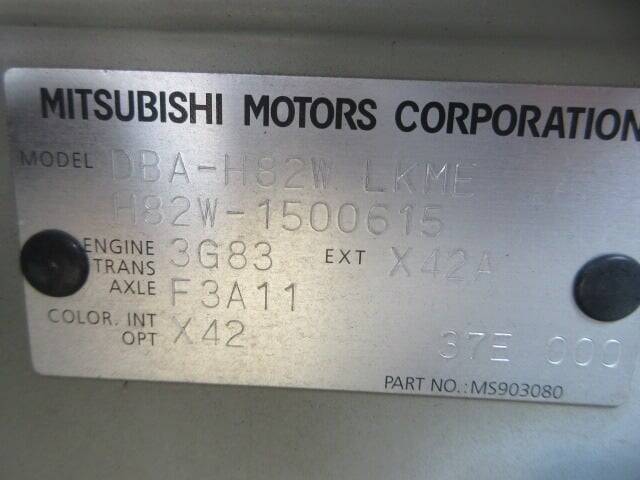 MITSUBISHI MOTORS CORPORATION
MODEL DBA-H82W LKME
H82W-1500615
ENGINE 3G83 EXT X42A
TRANS
AXLE F3A11
COLOR. INT X42
OPT 37E 000
PART NO.:MS903080